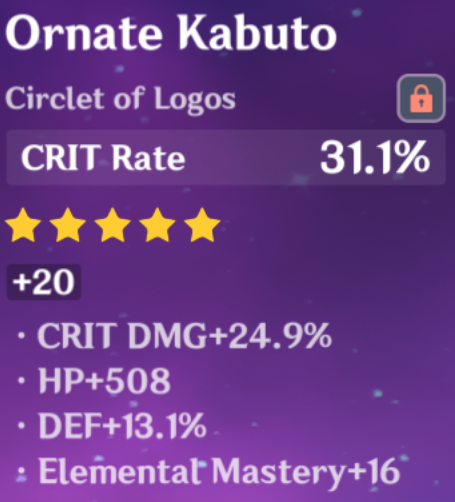 Ornate Kabuto
Circlet of Logos
CRIT Rate 31.1%
+20
· CRIT DMG+24.9%
· HP+508
· DEF+13.1%
· Elemental Mastery+16